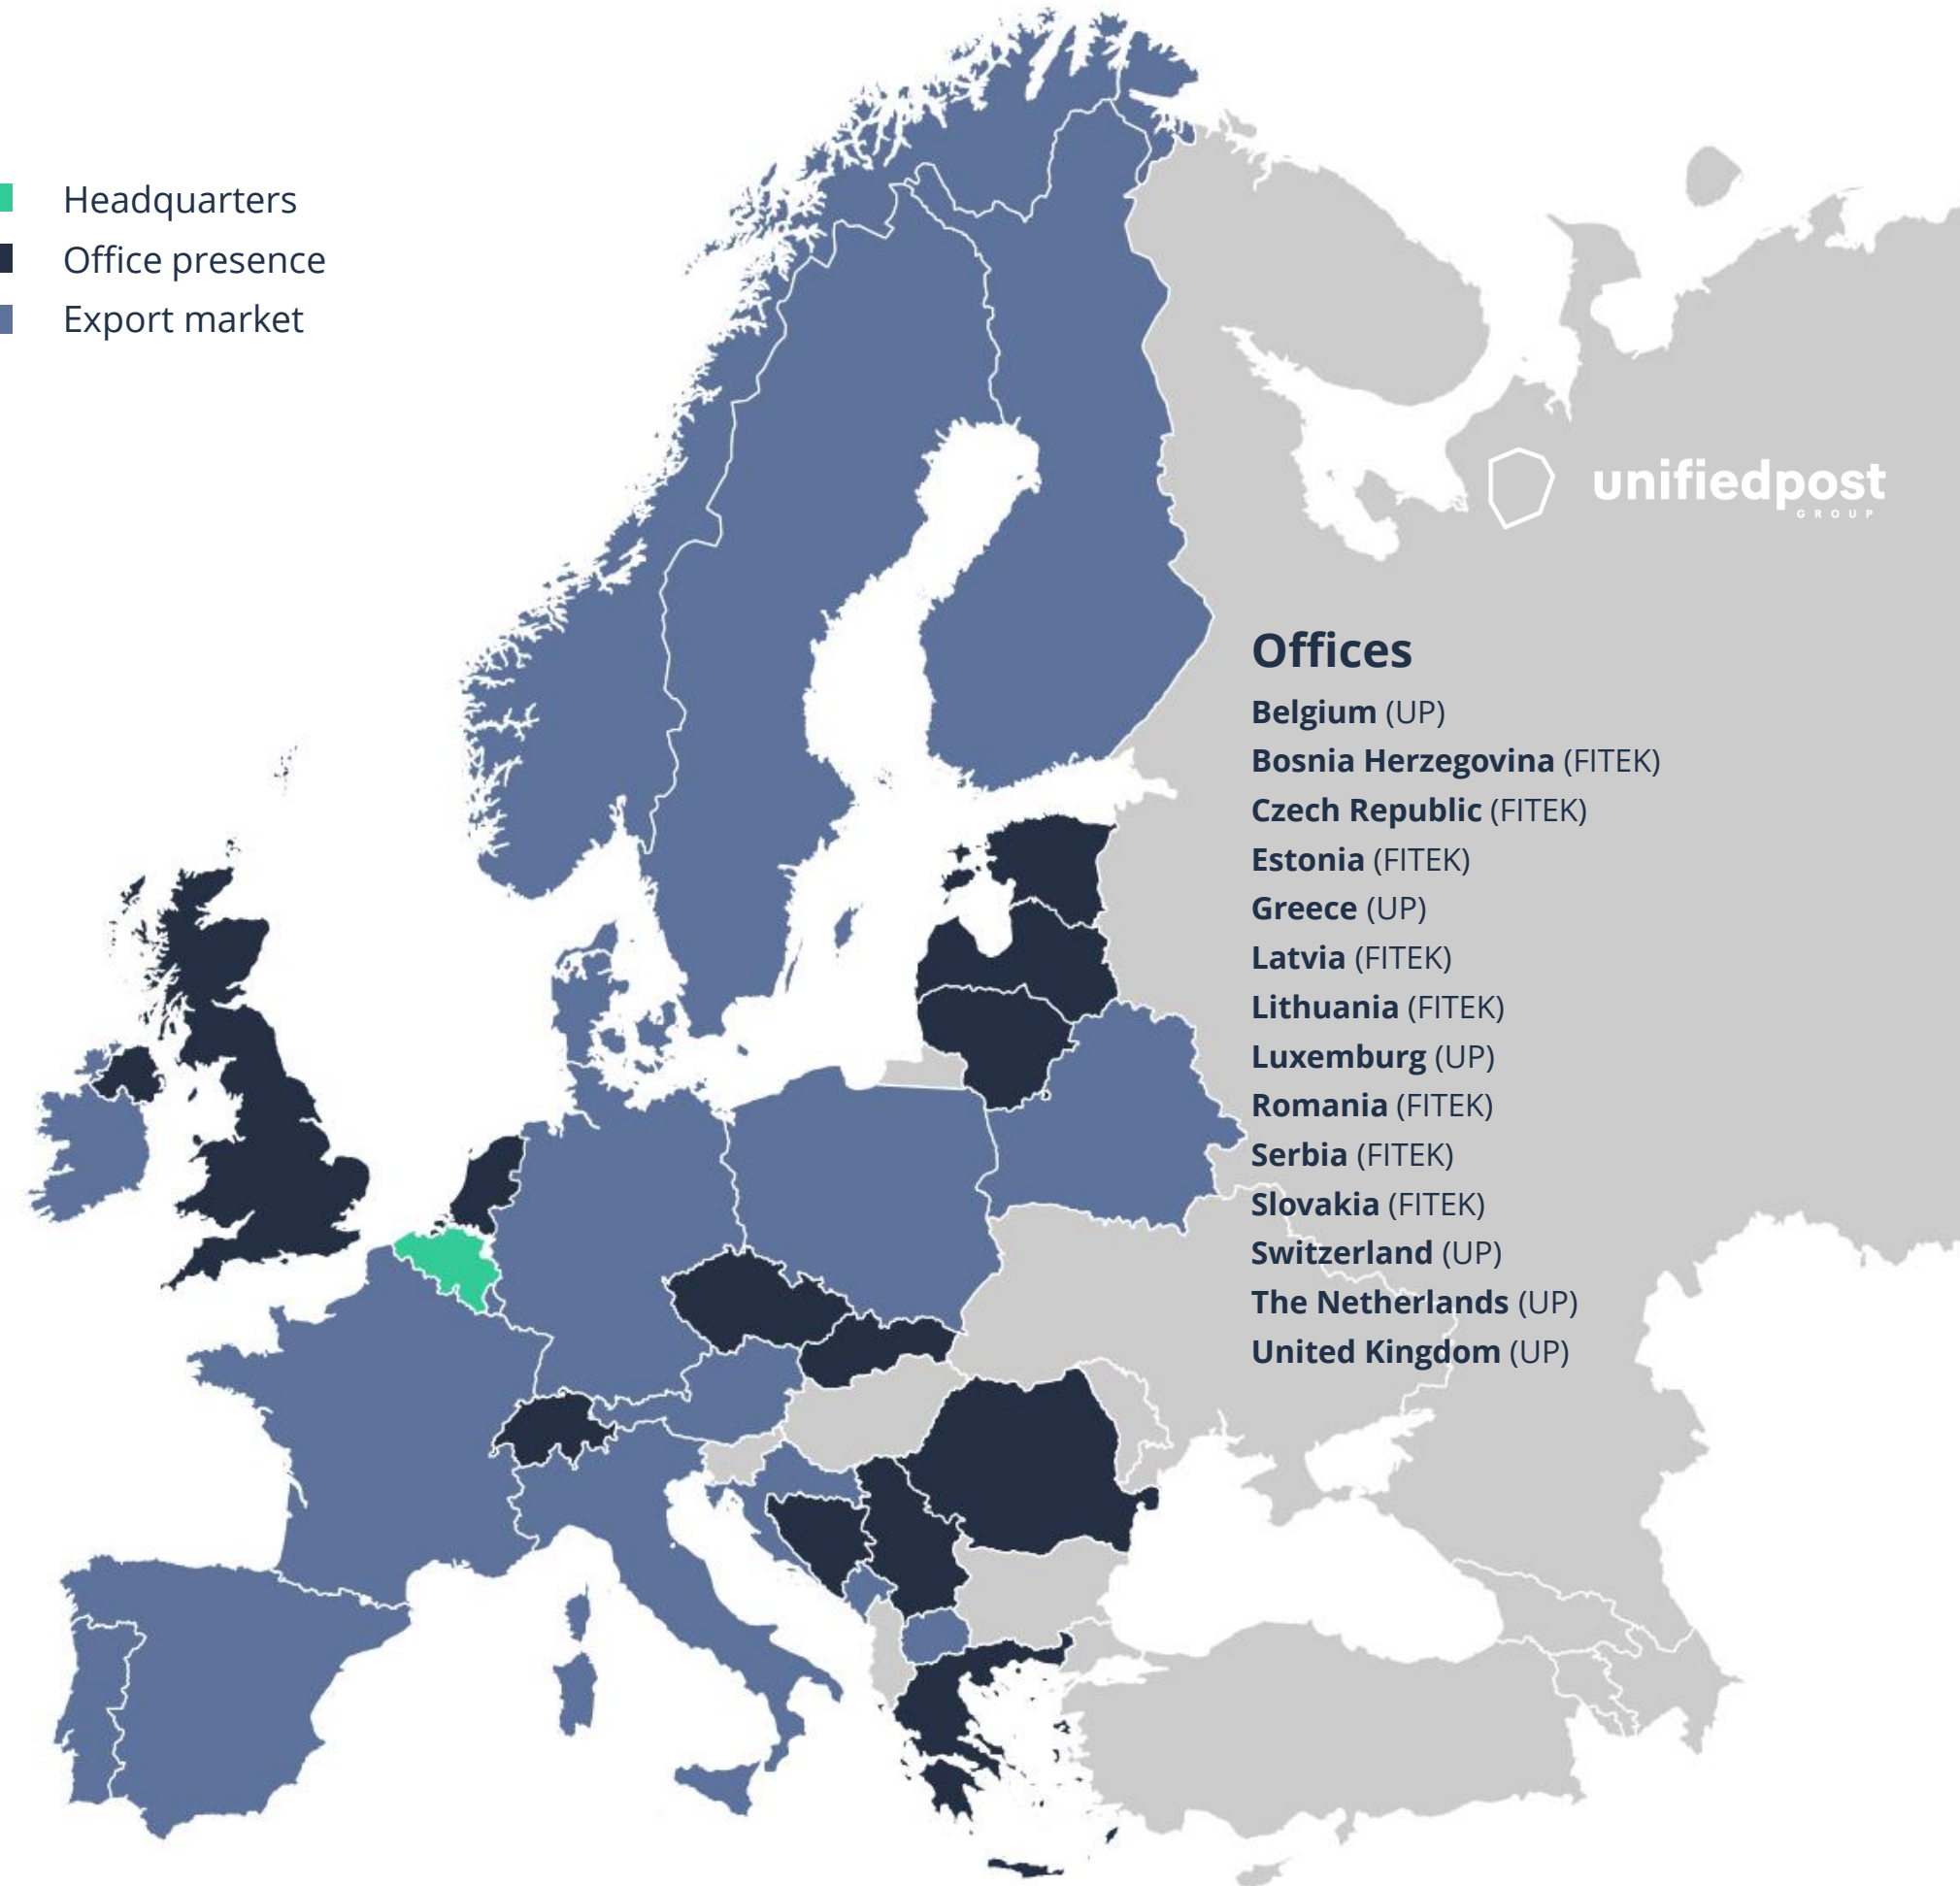 Headquarters
Office presence
Export market
unifiedpost
GROUP
Offices
Belgium (UP)
Bosnia Herzegovina (FITEK)
Czech Republic (FITEK)
Estonia (FITEK)
Greece (UP)
Latvia (FITEK)
Lithuania (FITEK)
Luxemburg (UP)
Romania (FITEK)
Serbia (FITEK)
Slovakia (FITEK)
Switzerland (UP)
The Netherlands (UP)
United Kingdom (UP)